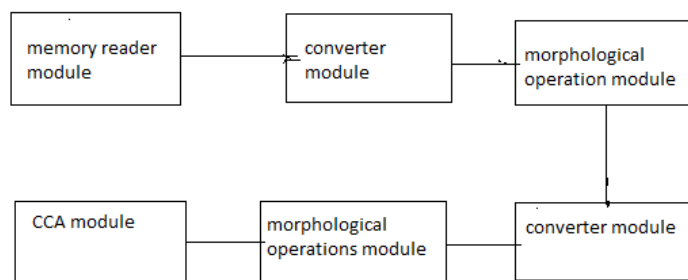 memory reader
module
converter
module
morphological
operation module
CCA module
morphological
operations module
converter module